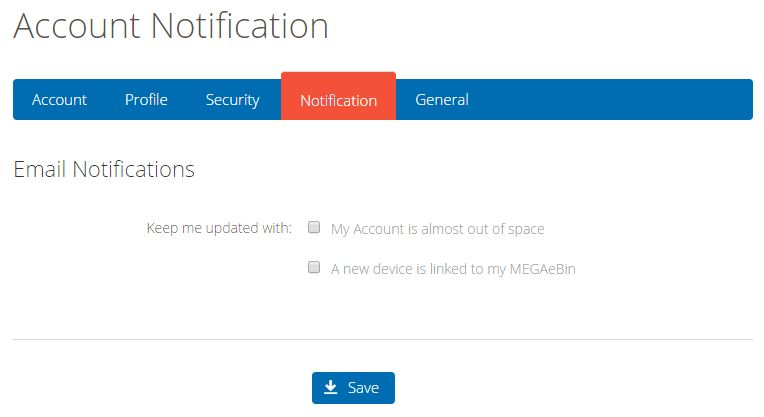 Account Notification
Account Profile Security Notification General
Email Notifications
Keep me updated with: My Account is almost out of space
A new device is linked to my MEGAeBin
Save